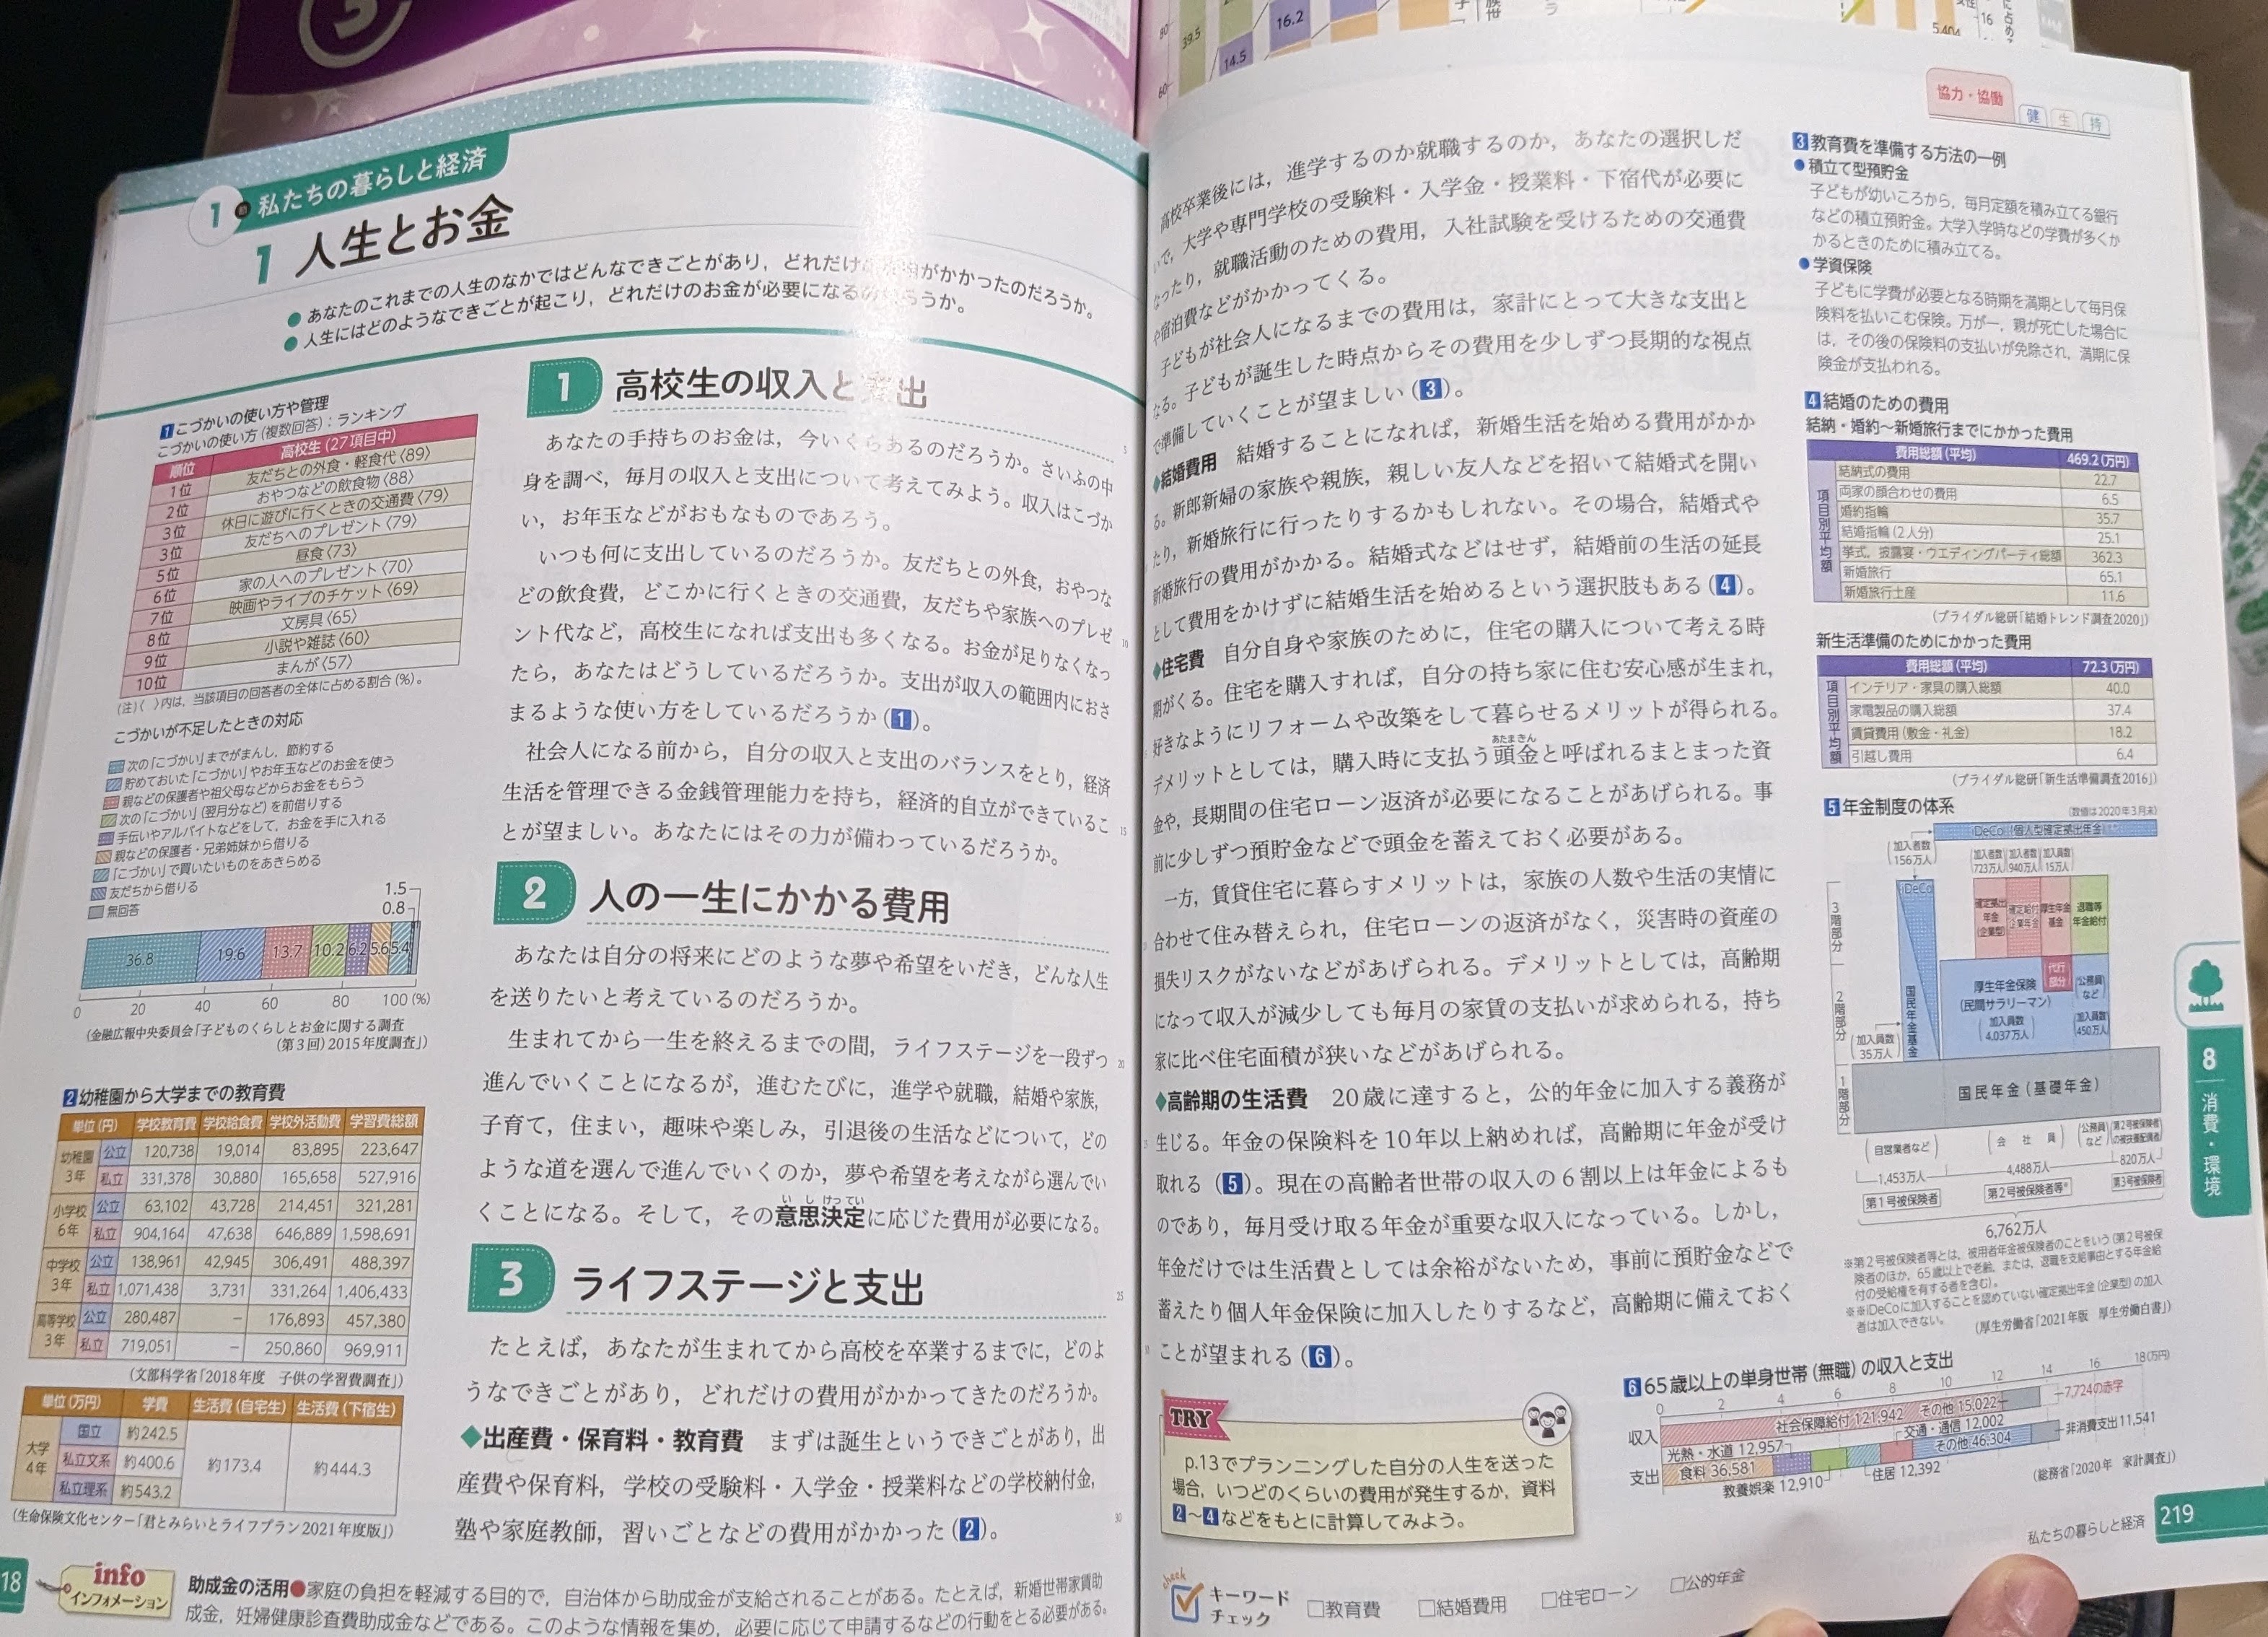 39.5
14.5
16.2
80
60
5,404
16
1 私たちの暮らしと経済
1 人生とお金
●あなたのこれまでの人生のなかではどんなできごとがあり,どれだけがかかったのだろうか。
●人生にはどのようなできごとが起こり,どれだけのお金が必要になるのうか。
1 こづかいの使い方や管理
こづかいの使い方(複数回答):ランキング
順位 高校生(27項目中)
1位 友だちとの外食・軽食代〈89〉
2位 おやつなどの飲食物〈88〉
3位 休日に遊びに行くときの交通費〈79〉
3位 友だちへのプレゼント〈79〉
5位 昼食〈73〉
6位 家の人へのプレゼント〈70〉
7位 映画やライブのチケット〈69〉
8位 文房具〈65〉
9位 小説や雑誌〈60〉
10位 まんが〈57〉
(注)〈 〉内は,当該項目の回答者の全体に占める割合(%)。
こづかいが不足したときの対応
次の「こづかい」までがまんし,節約する
貯めておいた「こづかい」やお年玉などのお金を使う
親などの保護者や祖父母などからお金をもらう
次の「こづかい」(翌月分など)を前借りする
手伝いやアルバイトなどをして,お金を手に入れる
親などの保護者・兄弟姉妹から借りる
「こづかい」で買いたいものをあきらめる
友だちから借りる
無回答
1.5
0.8
36.8 19.6 13.7 10.2 6.2 5.6 5.4
0 20 40 60 80 100(%)
(金融広報中央委員会「子どものくらしとお金に関する調査
(第3回)2015年度調査」)
2 幼稚園から大学までの教育費
単位(円) 学校教育費 学校給食費 学校外活動費 学習費総額
幼稚園3年 公立 120,738 19,014 83,895 223,647
私立 331,378 30,880 165,658 527,916
小学校6年 公立 63,102 43,728 214,451 321,281
私立 904,164 47,638 646,889 1,598,691
中学校3年 公立 138,961 42,945 306,491 488,397
私立 1,071,438 3,731 331,264 1,406,433
高等学校3年 公立 280,487 – 176,893 457,380
私立 719,051 – 250,860 969,911
(文部科学省「2018年度 子供の学習費調査」)
単位(万円) 学費 生活費(自宅生) 生活費(下宿生)
大学4年 国立 約242.5 約173.4 約444.3
私立文系 約400.6
私立理系 約543.2
(生命保険文化センター「君とみらいとライフプラン2021年度版」)
1 高校生の収入と支出
あなたの手持ちのお金は,今いくらあるのだろうか。さいふの中
身を調べ,毎月の収入と支出について考えてみよう。収入はこづか
い,お年玉などがおもなものであろう。
いつも何に支出しているのだろうか。友だちとの外食,おやつな
どの飲食費,どこかに行くときの交通費,友だちや家族へのプレゼ
ント代など,高校生になれば支出も多くなる。お金が足りなくなっ
たら,あなたはどうしているだろうか。支出が収入の範囲内におさ
まるような使い方をしているだろうか(1)。
社会人になる前から,自分の収入と支出のバランスをとり,経済
生活を管理できる金銭管理能力を持ち,経済的自立ができているこ
とが望ましい。あなたにはその力が備わっているだろうか。
2 人の一生にかかる費用
あなたは自分の将来にどのような夢や希望をいだき,どんな人生
を送りたいと考えているのだろうか。
生まれてから一生を終えるまでの間,ライフステージを一段ずつ
進んでいくことになるが,進むたびに,進学や就職,結婚や家族,
子育て,住まい,趣味や楽しみ,引退後の生活などについて,どの
ような道を選んで進んでいくのか,夢や希望を考えながら選んでい
くことになる。そして,その意思決定に応じた費用が必要になる。
いしけってい
3 ライフステージと支出
たとえば,あなたが生まれてから高校を卒業するまでに,どのよ
うなできごとがあり,どれだけの費用がかかってきたのだろうか。
◆出産費・保育料・教育費 まずは誕生というできごとがあり,出
産費や保育料,学校の受験料・入学金・授業料などの学校納付金,
塾や家庭教師,習いごとなどの費用がかかった(2)。
5
10
15
20
25
30
18
info
インフォメーション
助成金の活用●家庭の負担を軽減する目的で,自治体から助成金が支給されることがある。たとえば,新婚世帯家賃助
成金,妊婦健康診査費助成金などである。このような情報を集め,必要に応じて申請するなどの行動をとる必要がある。
協力・協働 健 生 持
高校卒業後には,進学するのか就職するのか,あなたの選択しだ
いで,大学や専門学校の受験料・入学金・授業料・下宿代が必要に
なったり,就職活動のための費用,入社試験を受けるための交通費
や宿泊費などがかかってくる。
子どもが社会人になるまでの費用は,家計にとって大きな支出と
なる。子どもが誕生した時点からその費用を少しずつ長期的な視点
で準備していくことが望ましい(3)。
◆結婚費用 結婚することになれば,新婚生活を始める費用がかか
る。新郎新婦の家族や親族,親しい友人などを招いて結婚式を開い
たり,新婚旅行に行ったりするかもしれない。その場合,結婚式や
新婚旅行の費用がかかる。結婚式などはせず,結婚前の生活の延長
として費用をかけずに結婚生活を始めるという選択肢もある(4)。
◆住宅費 自分自身や家族のために,住宅の購入について考える時
期がくる。住宅を購入すれば,自分の持ち家に住む安心感が生まれ,
好きなようにリフォームや改築をして暮らせるメリットが得られる。
デメリットとしては,購入時に支払う頭金と呼ばれるまとまった資
あたまきん
金や,長期間の住宅ローン返済が必要になることがあげられる。事
前に少しずつ預貯金などで頭金を蓄えておく必要がある。
一方,賃貸住宅に暮らすメリットは,家族の人数や生活の実情に
合わせて住み替えられ,住宅ローンの返済がなく,災害時の資産の
損失リスクがないなどがあげられる。デメリットとしては,高齢期
になって収入が減少しても毎月の家賃の支払いが求められる,持ち
家に比べ住宅面積が狭いなどがあげられる。
◆高齢期の生活費 20歳に達すると,公的年金に加入する義務が
生じる。年金の保険料を10年以上納めれば,高齢期に年金が受け
取れる(5)。現在の高齢者世帯の収入の6割以上は年金によるも
のであり,毎月受け取る年金が重要な収入になっている。しかし,
年金だけでは生活費としては余裕がないため,事前に預貯金などで
蓄えたり個人年金保険に加入したりするなど,高齢期に備えておく
ことが望まれる(6)。
TRY
p.13でプランニングした自分の人生を送った
場合,いつどのくらいの費用が発生するか,資料
2~4などをもとに計算してみよう。
check
キーワード
チェック
□教育費 □結婚費用 □住宅ローン □公的年金
3 教育費を準備する方法の一例
●積立て型預貯金
子どもが幼いころから,毎月定額を積み立てる銀行
などの積立預貯金。大学入学時などの学費が多くか
かるときのために積み立てる。
●学資保険
子どもに学費が必要となる時期を満期として毎月保
険料を払いこむ保険。万が一,親が死亡した場合に
は,その後の保険料の支払いが免除され,満期に保
険金が支払われる。
4 結婚のための費用
結納・婚約~新婚旅行までにかかった費用
費用総額(平均) 469.2(万円)
項目別平均額
結納式の費用 22.7
両家の顔合わせの費用 6.5
婚約指輪 35.7
結婚指輪(2人分) 25.1
挙式,披露宴・ウエディングパーティ総額 362.3
新婚旅行 65.1
新婚旅行土産 11.6
(ブライダル総研「結婚トレンド調査2020」)
新生活準備のためにかかった費用
費用総額(平均) 72.3(万円)
項目別平均額
インテリア・家具の購入総額 40.0
家電製品の購入総額 37.4
賃貸費用(敷金・礼金) 18.2
引越し費用 6.4
(ブライダル総研「新生活準備調査2016」)
5 年金制度の体系
(数値は2020年3月末)
iDeCo(個人型確定拠出年金)
加入者数156万人
加入者数723万人
加入者数940万人
加入員数15万人
3階部分
iDeCo
確定拠出年金(企業型)
確定給付企業年金
厚生年金基金
退職等年金給付
2階部分
国民年金基金
加入員数35万人
厚生年金保険
(民間サラリーマン)
加入員数4,037万人
代行部分
(公務員など)
加入員数450万人
1階部分
国民年金(基礎年金)
(自営業者など) (会社員) (公務員など) (第2号被保険者の被扶養配偶者)
1,453万人 4,488万人 820万人
第1号被保険者 第2号被保険者等* 第3号被保険者
6,762万人
※第2号被保険者等とは,被用者年金被保険者のことをいう(第2号被保
険者のほか,65歳以上で老齢,または,退職を支給事由とする年金給
付の受給権を有する者を含む)。
※※iDeCoに加入することを認めていない確定拠出年金(企業型)の加入
者は加入できない。
(厚生労働省「2021年版 厚生労働白書」)
6 65歳以上の単身世帯(無職)の収入と支出
0 2 4 6 8 10 12 14 16 18(万円)
収入 社会保障給付 121,942 その他 15,022 7,724の赤字
光熱・水道 12,957 交通・通信 12,002
支出 食料 36,581 その他 46,304 非消費支出 11,541
教養娯楽 12,910 住居 12,392
(総務省「2020年 家計調査」)
8 消費・環境
私たちの暮らしと経済 219